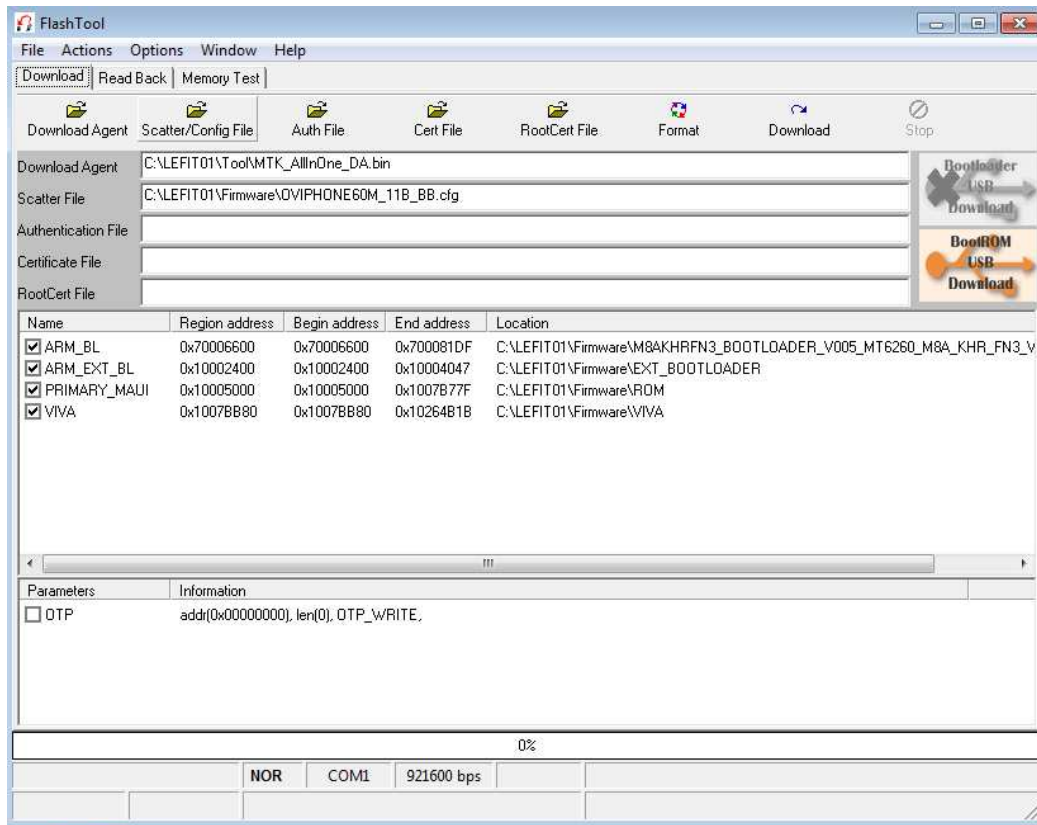 FlashTool
File Actions Options Window Help
Download Read Back Memory Test
Download Agent Scatter/Config File Auth File Cert File RootCert File Format Download Stop
Download Agent C:\LEFIT01\Tool\MTK_AllInOne_DA.bin
Scatter File C:\LEFIT01\Firmware\OVIPHONE60M_11B_BB.cfg
Authentication File
Certificate File
RootCert File
Bootloader
USB
Download
BootROM
USB
Download
Name Region address Begin address End address Location
ARM_BL 0x70006600 0x70006600 0x700081DF C:\LEFIT01\Firmware\M8AKHRFN3_BOOTLOADER_V005_MT6260_M8A_KHR_FN3_V
ARM_EXT_BL 0x10002400 0x10002400 0x10004047 C:\LEFIT01\Firmware\EXT_BOOTLOADER
PRIMARY_MAUI 0x10005000 0x10005000 0x1007B77F C:\LEFIT01\Firmware\ROM
VIVA 0x1007BB80 0x1007BB80 0x10264B1B C:\LEFIT01\Firmware\VIVA
Parameters Information
OTP addr(0x00000000), len(0), OTP_WRITE,
0%
NOR COM1 921600 bps